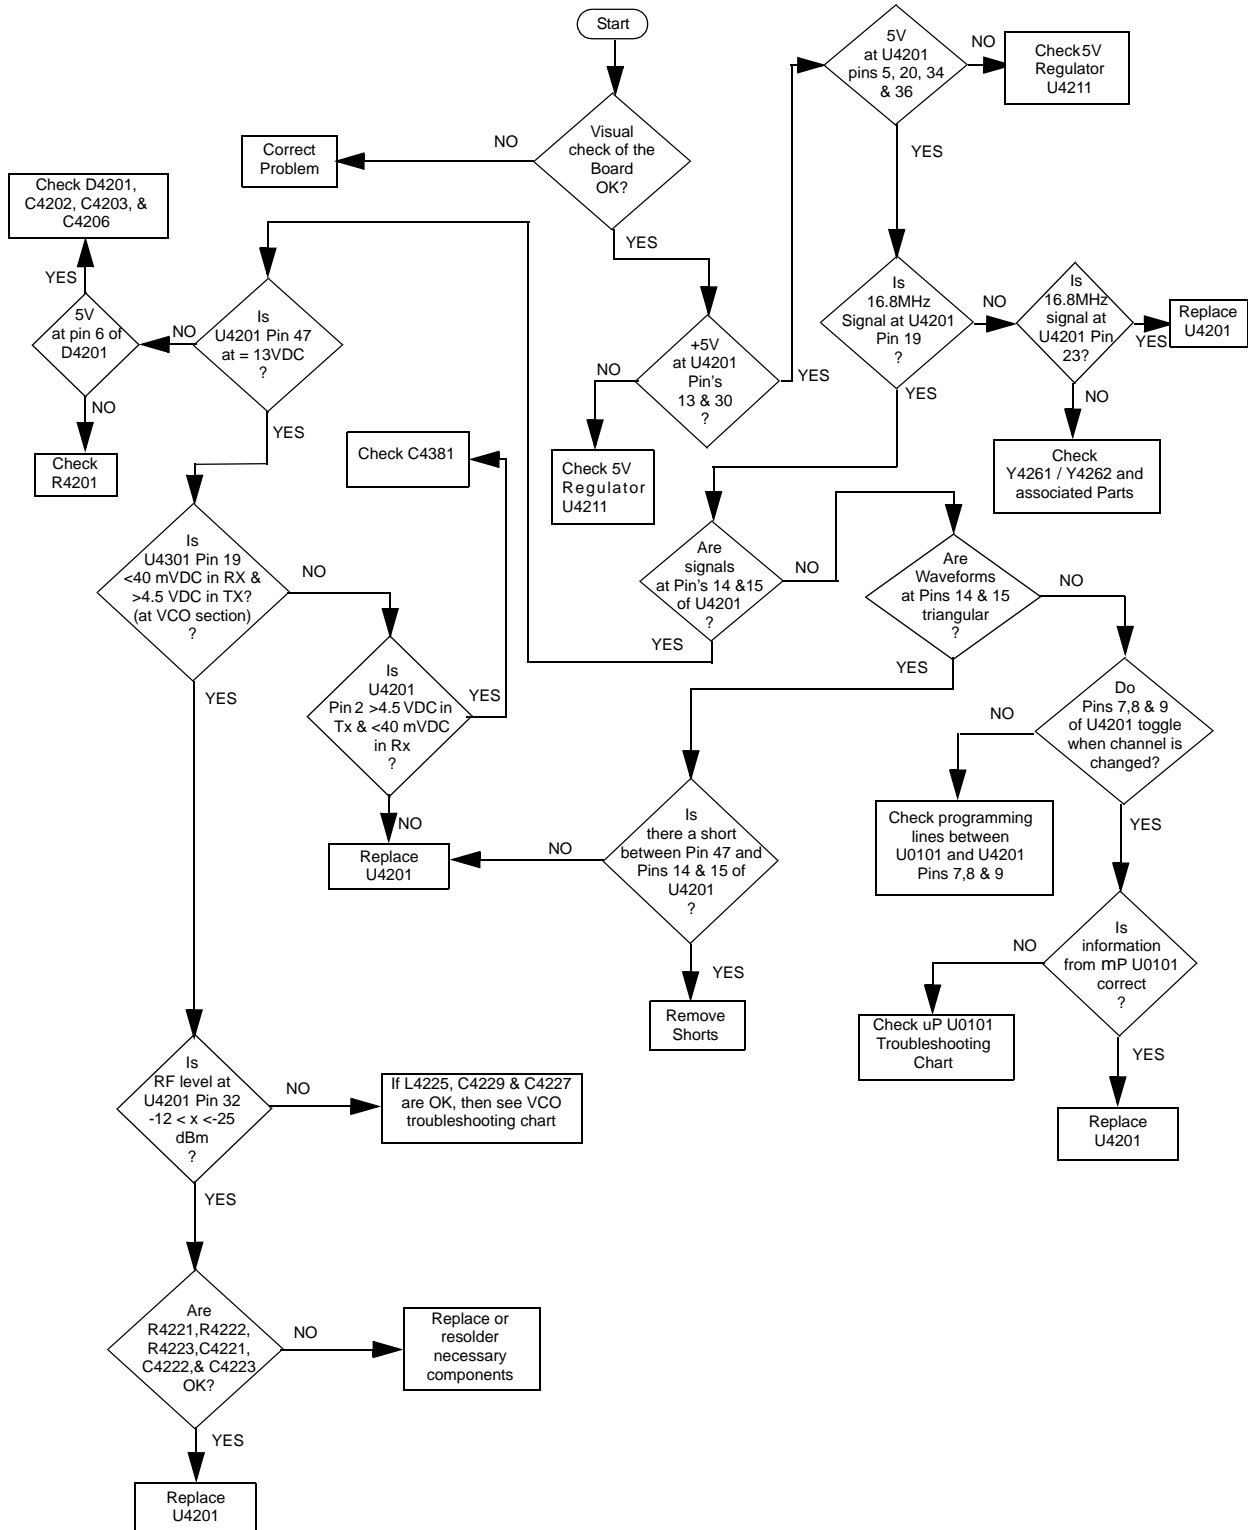 Start
5V
at U4201
pins 5, 20, 34
& 36
NO
Check 5V
Regulator
U4211
YES
Visual
check of the
Board
OK?
NO
Correct
Problem
YES
Check D4201,
C4202, C4203, &
C4206
YES
5V
at pin 6 of
D4201
NO
Check
R4201
NO
Is
U4201 Pin 47
at = 13VDC
?
YES
+5V
at U4201
Pin's
13 & 30
?
NO
YES
Check 5V
Regulator
U4211
Is
16.8MHz
Signal at U4201
Pin 19
?
NO
YES
Is
16.8MHz
signal at
U4201 Pin
23?
YES
Replace
U4201
NO
Check
Y4261 / Y4262 and
associated Parts
Check C4381
Is
U4301 Pin 19
<40 mVDC in RX &
>4.5 VDC in TX?
(at VCO section)
?
NO
YES
Is
U4201
Pin 2 >4.5 VDC in
Tx & <40 mVDC
in Rx
?
YES
NO
Replace
U4201
Are
signals
at Pin's 14 &15
of U4201
?
NO
YES
Are
Waveforms
at Pins 14 & 15
triangular
?
NO
YES
Do
Pins 7,8 & 9
of U4201 toggle
when channel is
changed?
NO
YES
Check programming
lines between
U0101 and U4201
Pins 7,8 & 9
Is
there a short
between Pin 47 and
Pins 14 & 15 of
U4201
?
NO
YES
Remove
Shorts
Is
information
from mP U0101
correct
?
NO
YES
Check uP U0101
Troubleshooting
Chart
Replace
U4201
Is
RF level at
U4201 Pin 32
-12 < x <-25
dBm
?
NO
YES
If L4225, C4229 & C4227
are OK, then see VCO
troubleshooting chart
Are
R4221,R4222,
R4223,C4221,
C4222,& C4223
OK?
NO
YES
Replace or
resolder
necessary
components
Replace
U4201